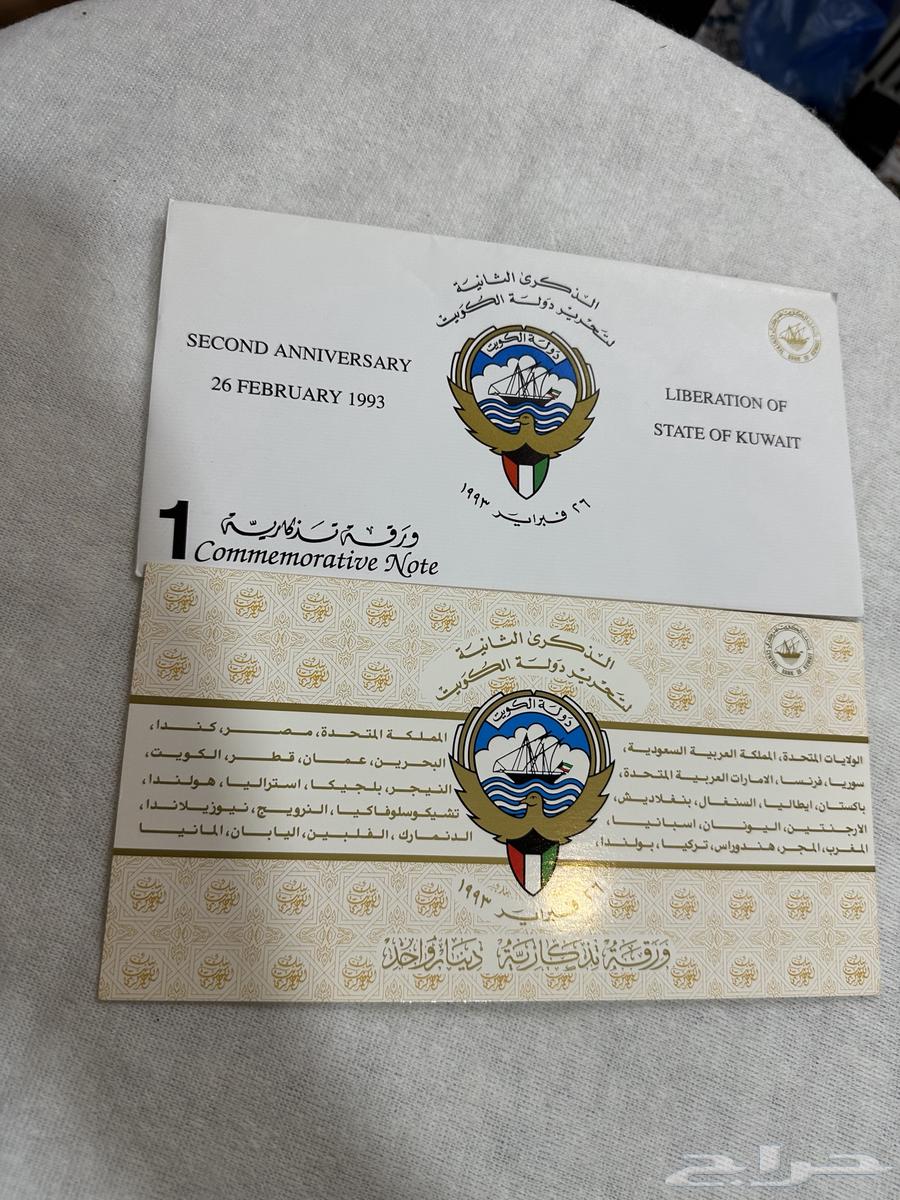 الذكرى الثانية
لتحرير دولة الكويت
SECOND ANNIVERSARY
26 FEBRUARY 1993
دولة الكويت
LIBERATION OF
STATE OF KUWAIT
٢٦ فبراير ١٩٩٣
1 ورقة تذكارية
Commemorative Note
الذكرى الثانية
لتحرير دولة الكويت
دولة الكويت
الولايات المتحدة، المملكة العربية السعودية، المملكة المتحدة، مصر، كندا،
سوريا، فرنسا، الامارات العربية المتحدة، البحرين، عمان، قطر، الكويت،
باكستان، ايطاليا، السنغال، بنغلاديش، النيجر، بلجيكا، استراليا، هولندا،
الارجنتين، اليونان، اسبانيا، تشيكوسلوفاكيا، النرويج، نيوزيلاندا،
المغرب، المجر، هندوراس، تركيا، بولندا، الدنمارك، الفلبين، اليابان، المانيا
٢٦ فبراير ١٩٩٣
ورقة تذكارية دينار واحد
حراج